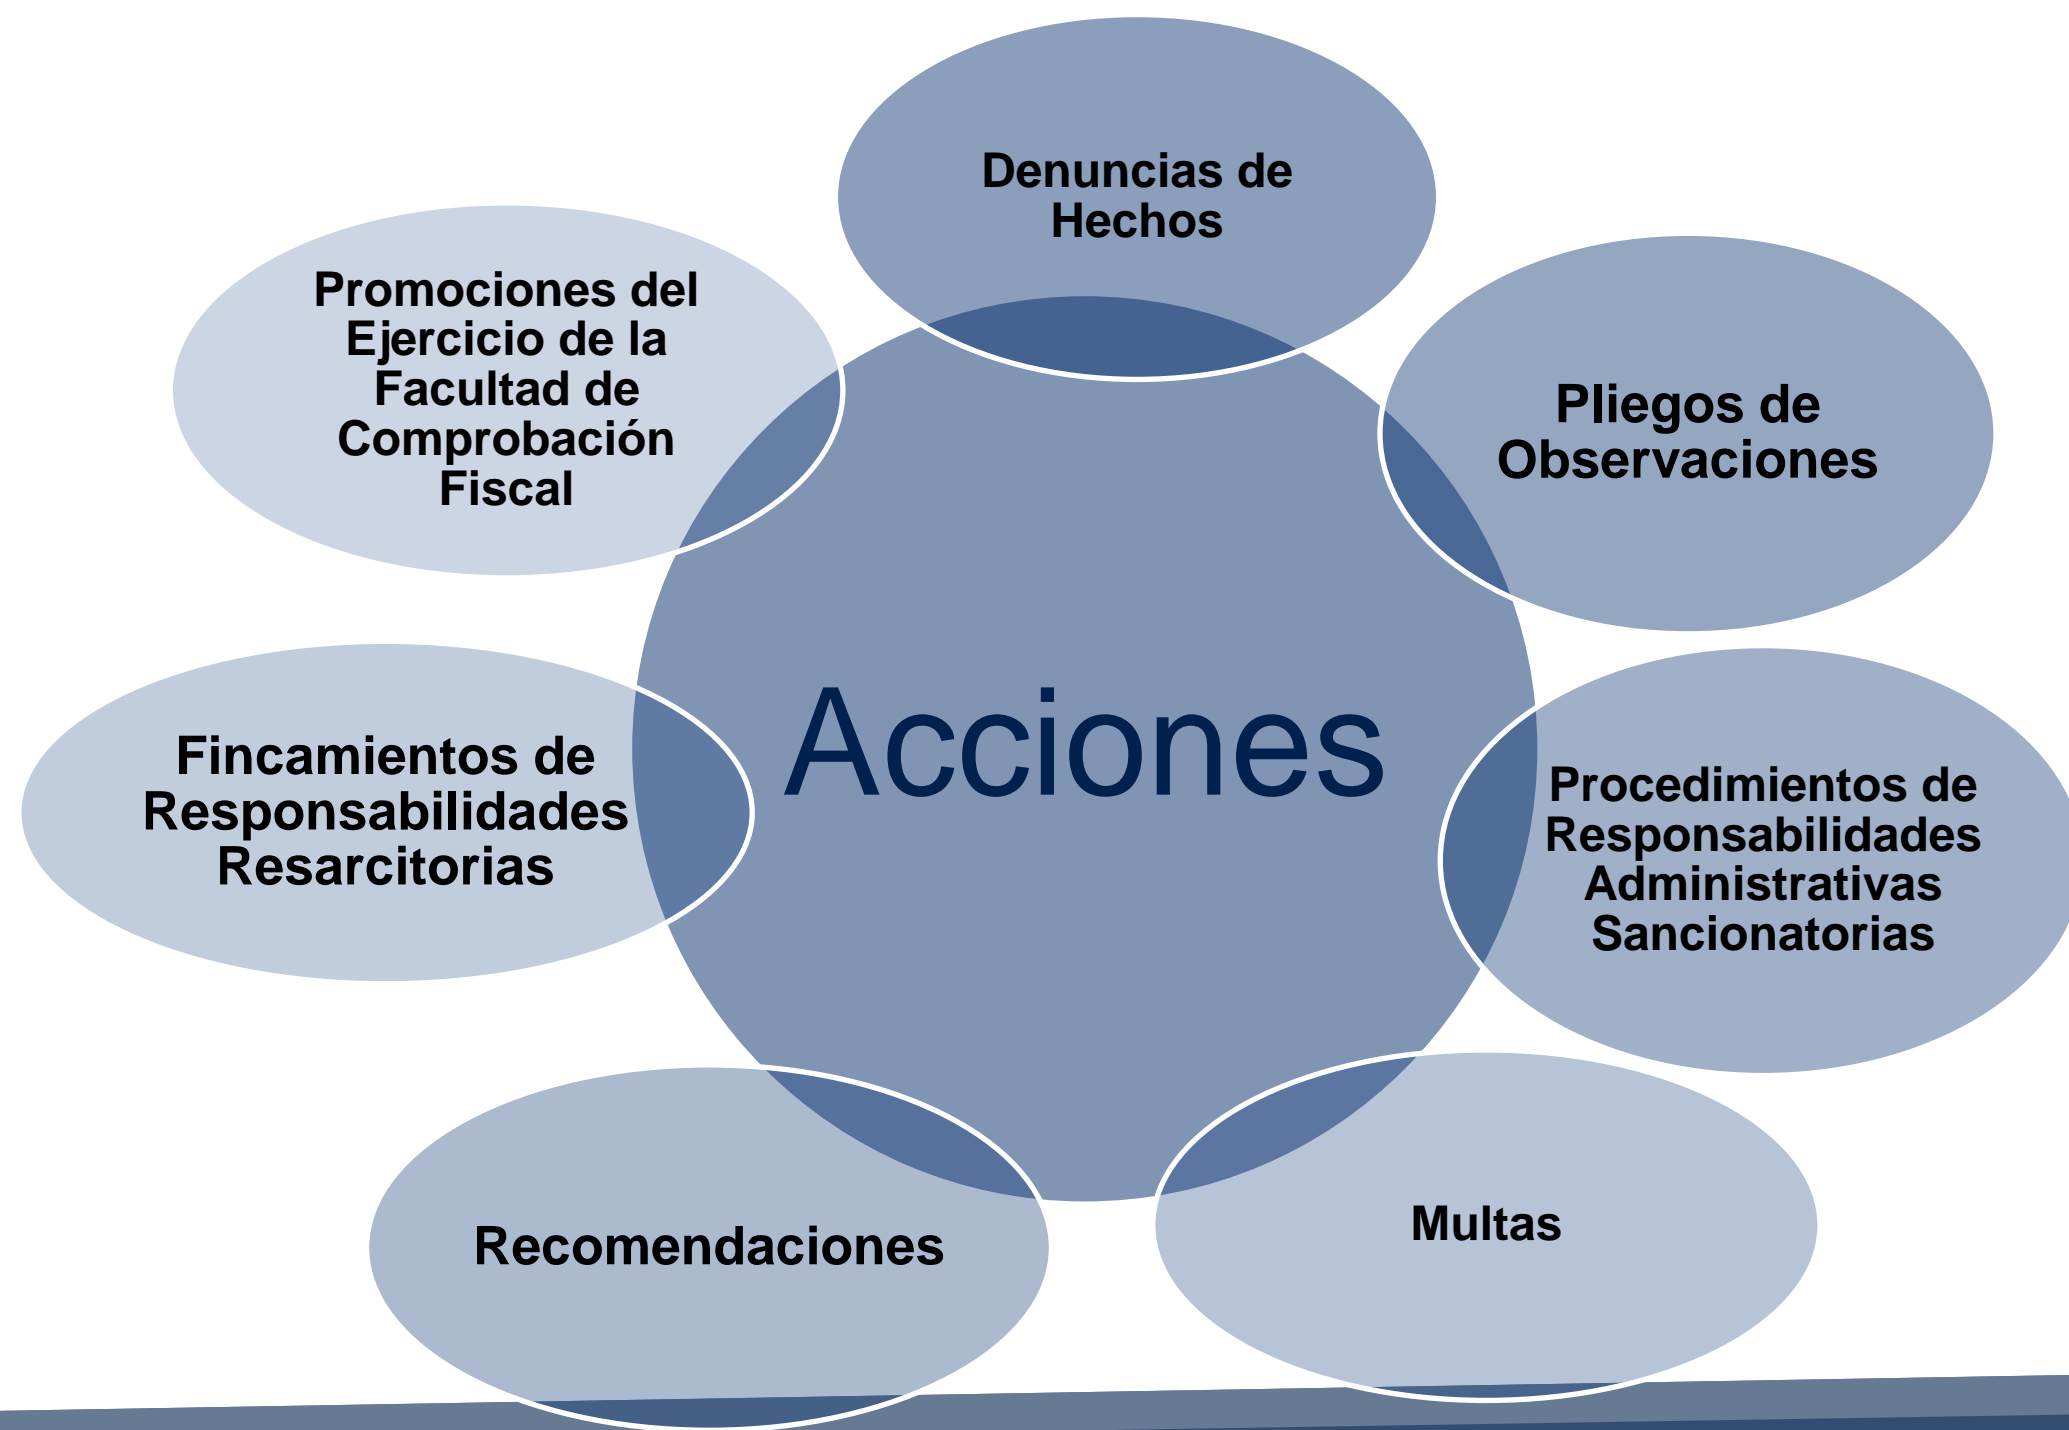 Denuncias de
Hechos
Pliegos de
Observaciones
Procedimientos de
Responsabilidades
Administrativas
Sancionatorias
Multas
Recomendaciones
Fincamientos de
Responsabilidades
Resarcitorias
Promociones del
Ejercicio de la
Facultad de
Comprobación
Fiscal
Acciones